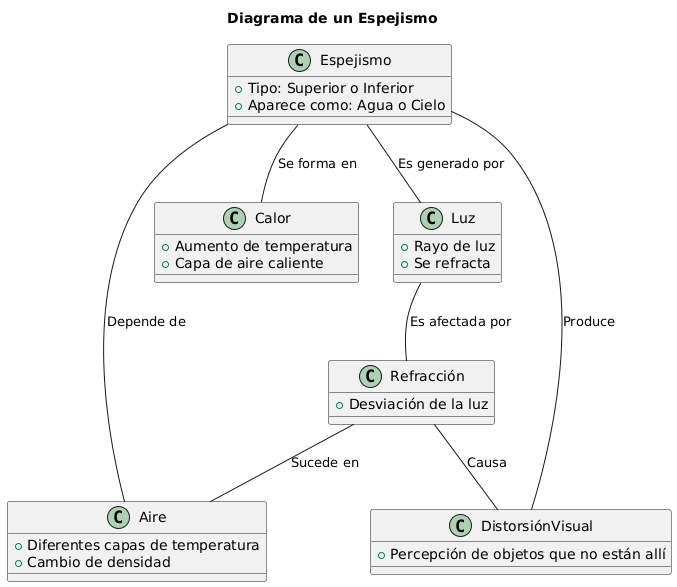 Diagrama de un Espejismo
C Espejismo
Tipo: Superior o Inferior
Aparece como: Agua o Cielo
Se forma en
Es generado por
C Calor
Aumento de temperatura
Capa de aire caliente
C Luz
Rayo de luz
Se refracta
Depende de
Es afectada por
Produce
C Refracción
Desviación de la luz
Sucede en
Causa
C Aire
Diferentes capas de temperatura
Cambio de densidad
C DistorsiónVisual
Percepción de objetos que no están allí